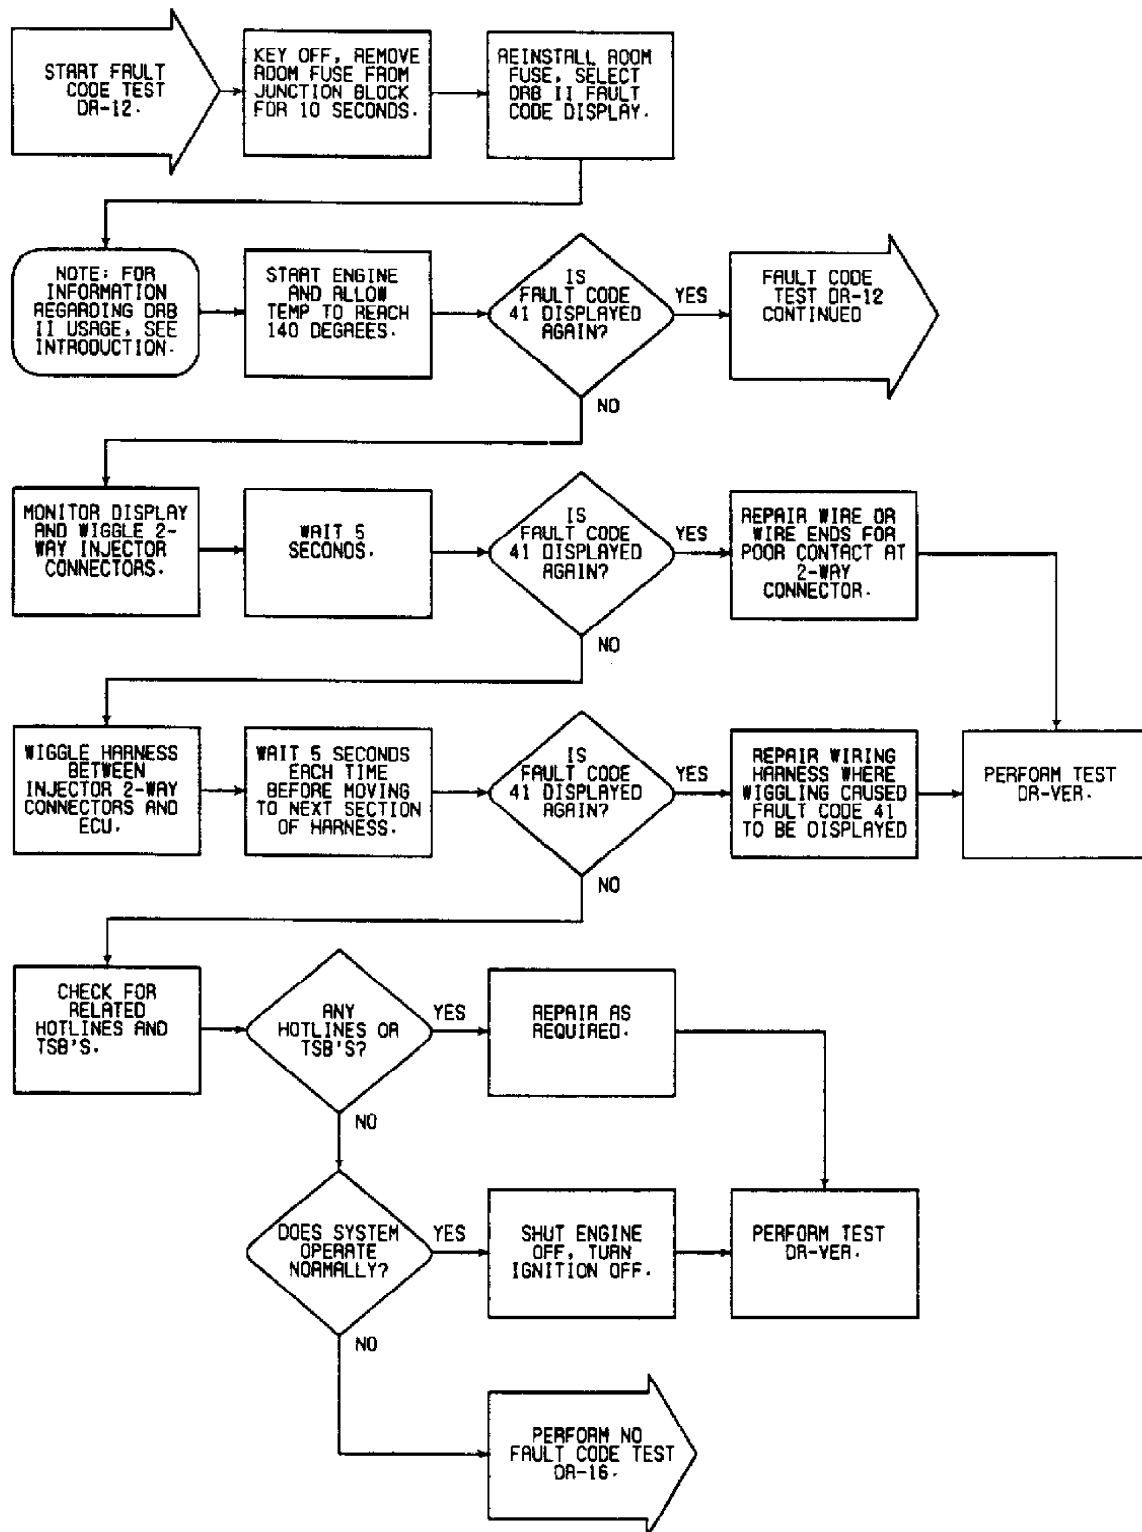 START FAULT
CODE TEST
DR-12.
KEY OFF, REMOVE
ROOM FUSE FROM
JUNCTION BLOCK
FOR 10 SECONDS.
REINSTALL ROOM
FUSE, SELECT
DRB II FAULT
CODE DISPLAY.
NOTE: FOR
INFORMATION
REGARDING DRB
II USAGE, SEE
INTRODUCTION.
START ENGINE
AND ALLOW
TEMP TO REACH
140 DEGREES.
IS
FAULT CODE
41 DISPLAYED
AGAIN?
YES
FAULT CODE
TEST DR-12
CONTINUED
NO
MONITOR DISPLAY
AND WIGGLE 2-
WAY INJECTOR
CONNECTORS.
WAIT 5
SECONDS.
IS
FAULT CODE
41 DISPLAYED
AGAIN?
YES
REPAIR WIRE OR
WIRE ENDS FOR
POOR CONTACT AT
2-WAY
CONNECTOR.
NO
WIGGLE HARNESS
BETWEEN
INJECTOR 2-WAY
CONNECTORS AND
ECU.
WAIT 5 SECONDS
EACH TIME
BEFORE MOVING
TO NEXT SECTION
OF HARNESS.
IS
FAULT CODE
41 DISPLAYED
AGAIN?
YES
REPAIR WIRING
HARNESS WHERE
WIGGLING CAUSED
FAULT CODE 41
TO BE DISPLAYED
PERFORM TEST
DR-VER.
NO
CHECK FOR
RELATED
HOTLINES AND
TSB'S.
ANY
HOTLINES OR
TSB'S?
YES
REPAIR AS
REQUIRED.
NO
DOES SYSTEM
OPERATE
NORMALLY?
YES
SHUT ENGINE
OFF, TURN
IGNITION OFF.
PERFORM TEST
DR-VER.
NO
PERFORM NO
FAULT CODE TEST
DR-16.